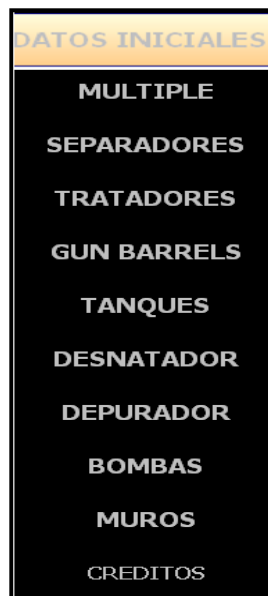 DATOS INICIALES
MULTIPLE
SEPARADORES
TRATADORES
GUN BARRELS
TANQUES
DESNATADOR
DEPURADOR
BOMBAS
MUROS
CREDITOS